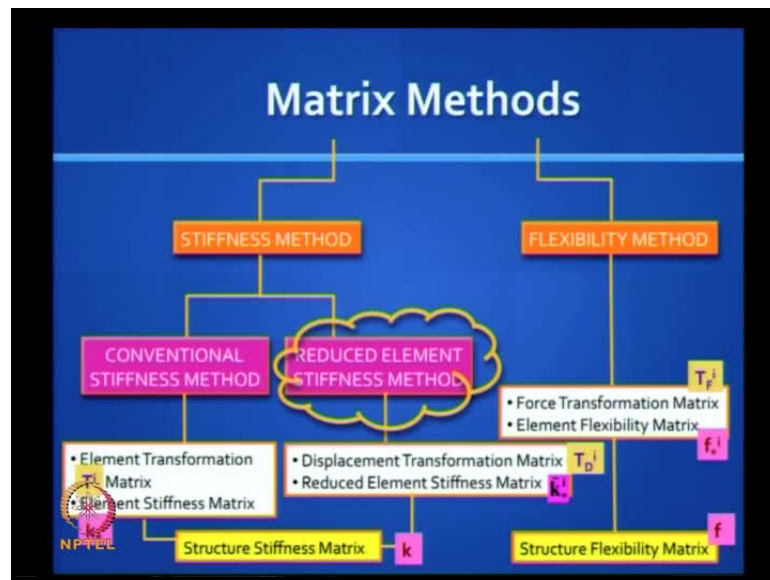 Matrix Methods
STIFFNESS METHOD
FLEXIBILITY METHOD
CONVENTIONAL
STIFFNESS METHOD
REDUCED ELEMENT
STIFFNESS METHOD
• Element Transformation
Matrix
• Element Stiffness Matrix
• Displacement Transformation Matrix T_D^i
• Reduced Element Stiffness Matrix k̃_*^i
T_F^i
• Force Transformation Matrix
• Element Flexibility Matrix
f_*^i
NPTEL
Structure Stiffness Matrix k
Structure Flexibility Matrix f